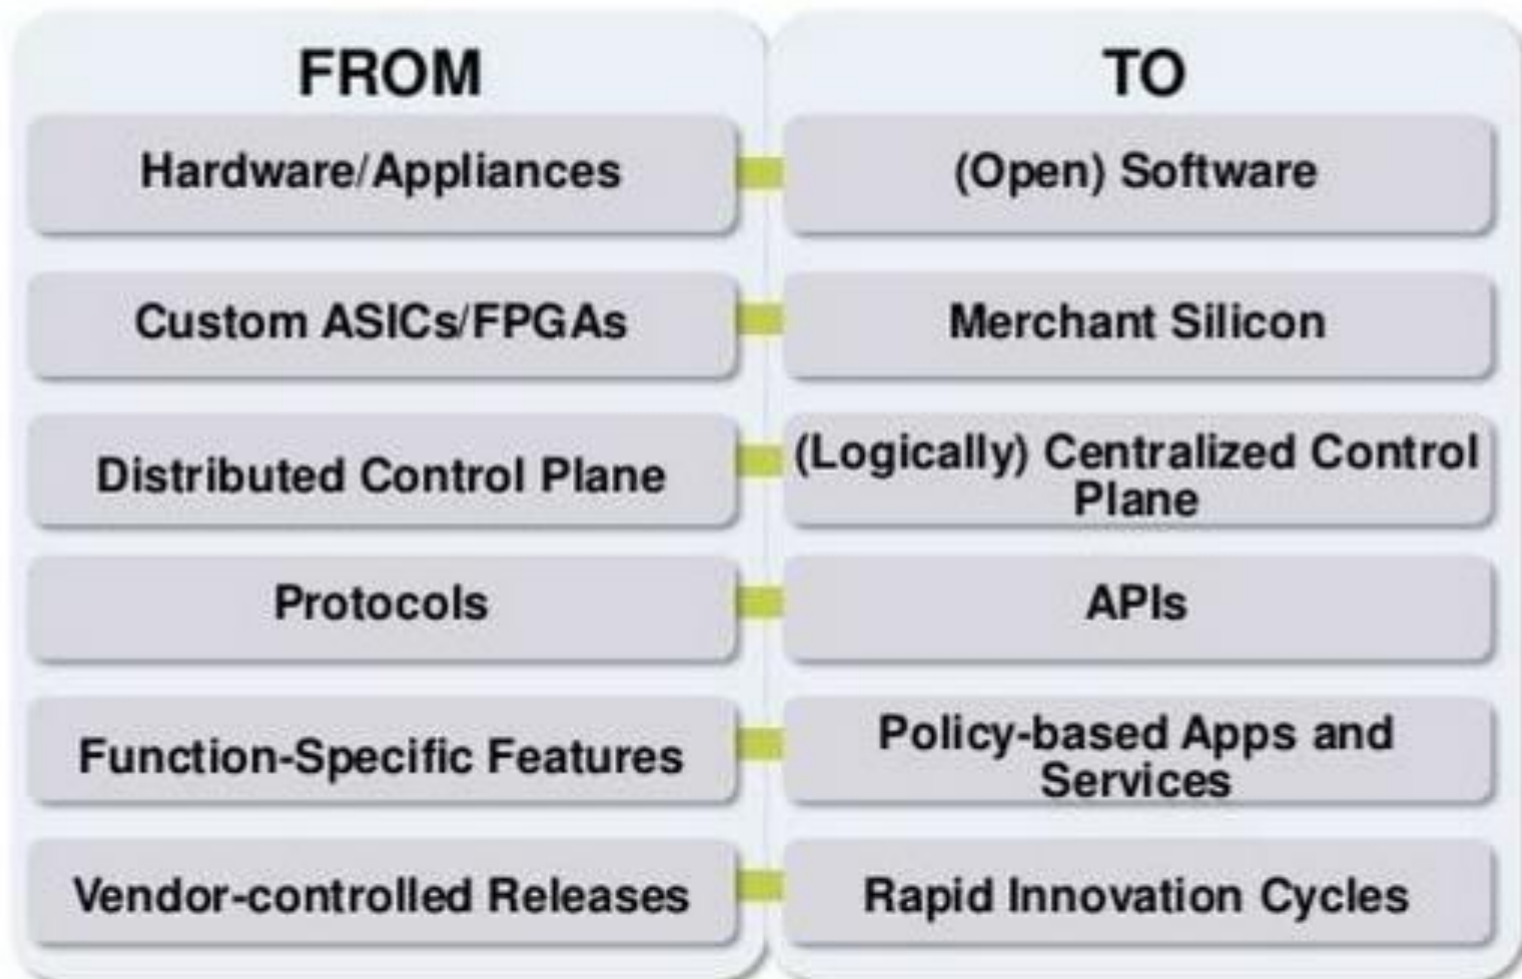 FROM
TO
Hardware/Appliances
(Open) Software
Custom ASICs/FPGAs
Merchant Silicon
Distributed Control Plane
(Logically) Centralized Control
Plane
Protocols
APIs
Function-Specific Features
Policy-based Apps and
Services
Vendor-controlled Releases
Rapid Innovation Cycles